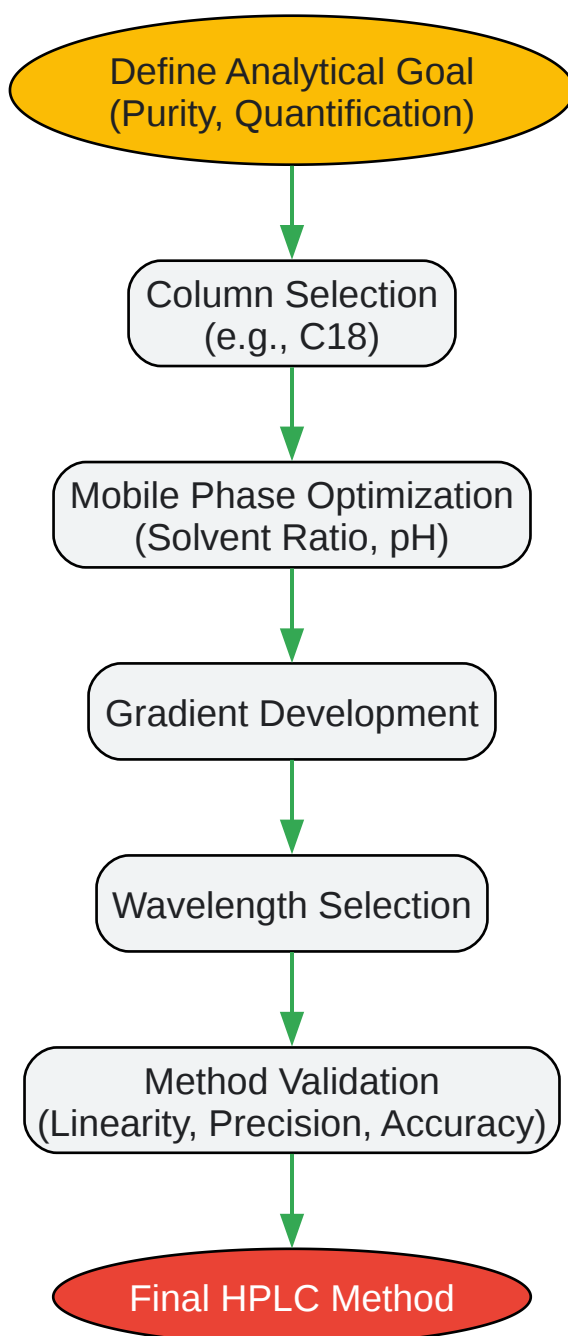 Define Analytical Goal
(Purity, Quantification)
Column Selection
(e.g., C18)
Mobile Phase Optimization
(Solvent Ratio, pH)
Gradient Development
Wavelength Selection
Method Validation
(Linearity, Precision, Accuracy)
Final HPLC Method